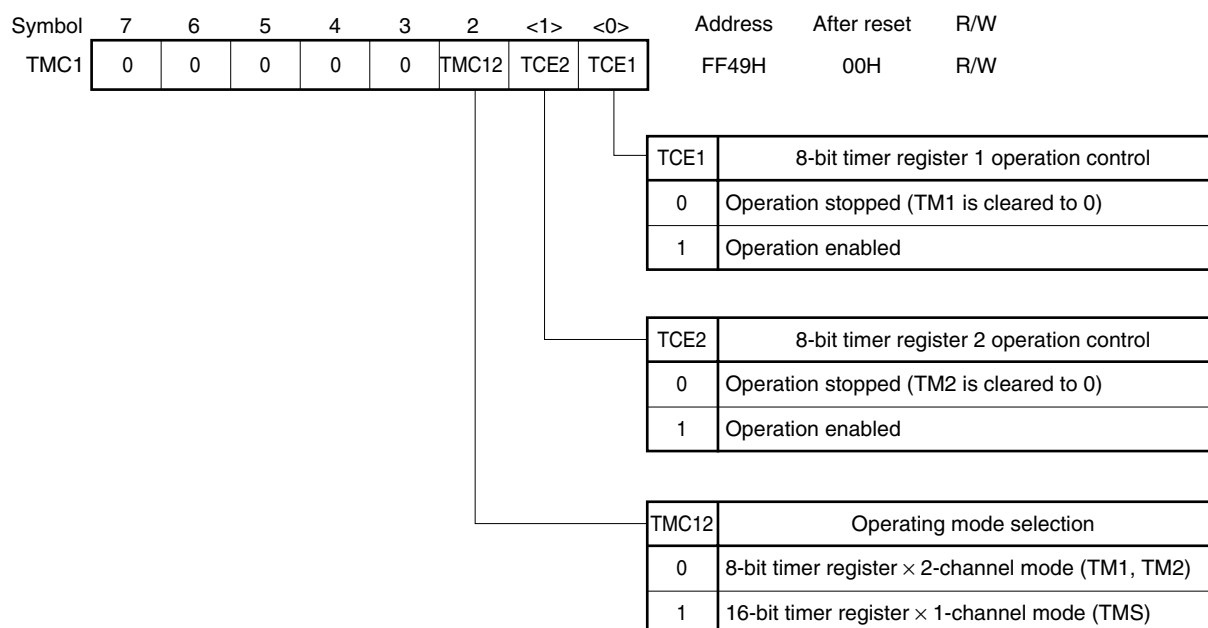 Symbol 7 6 5 4 3 2 <1> <0> Address After reset R/W
TMC1 0 0 0 0 0 TMC12 TCE2 TCE1 FF49H 00H R/W
TCE1 8-bit timer register 1 operation control
0 Operation stopped (TM1 is cleared to 0)
1 Operation enabled
TCE2 8-bit timer register 2 operation control
0 Operation stopped (TM2 is cleared to 0)
1 Operation enabled
TMC12 Operating mode selection
0 8-bit timer register × 2-channel mode (TM1, TM2)
1 16-bit timer register × 1-channel mode (TMS)